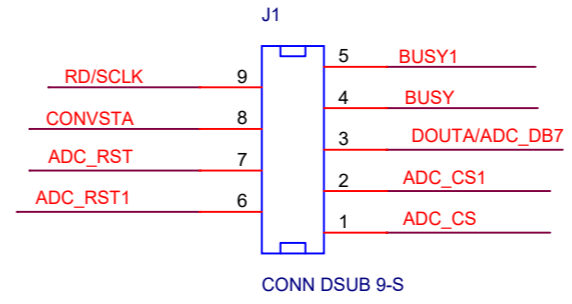 J1
5 BUSY1
RD/SCLK 9
4 BUSY
CONVSTA 8
3 DOUTA/ADC_DB7
ADC_RST 7
2 ADC_CS1
ADC_RST1 6
1 ADC_CS
CONN DSUB 9-S